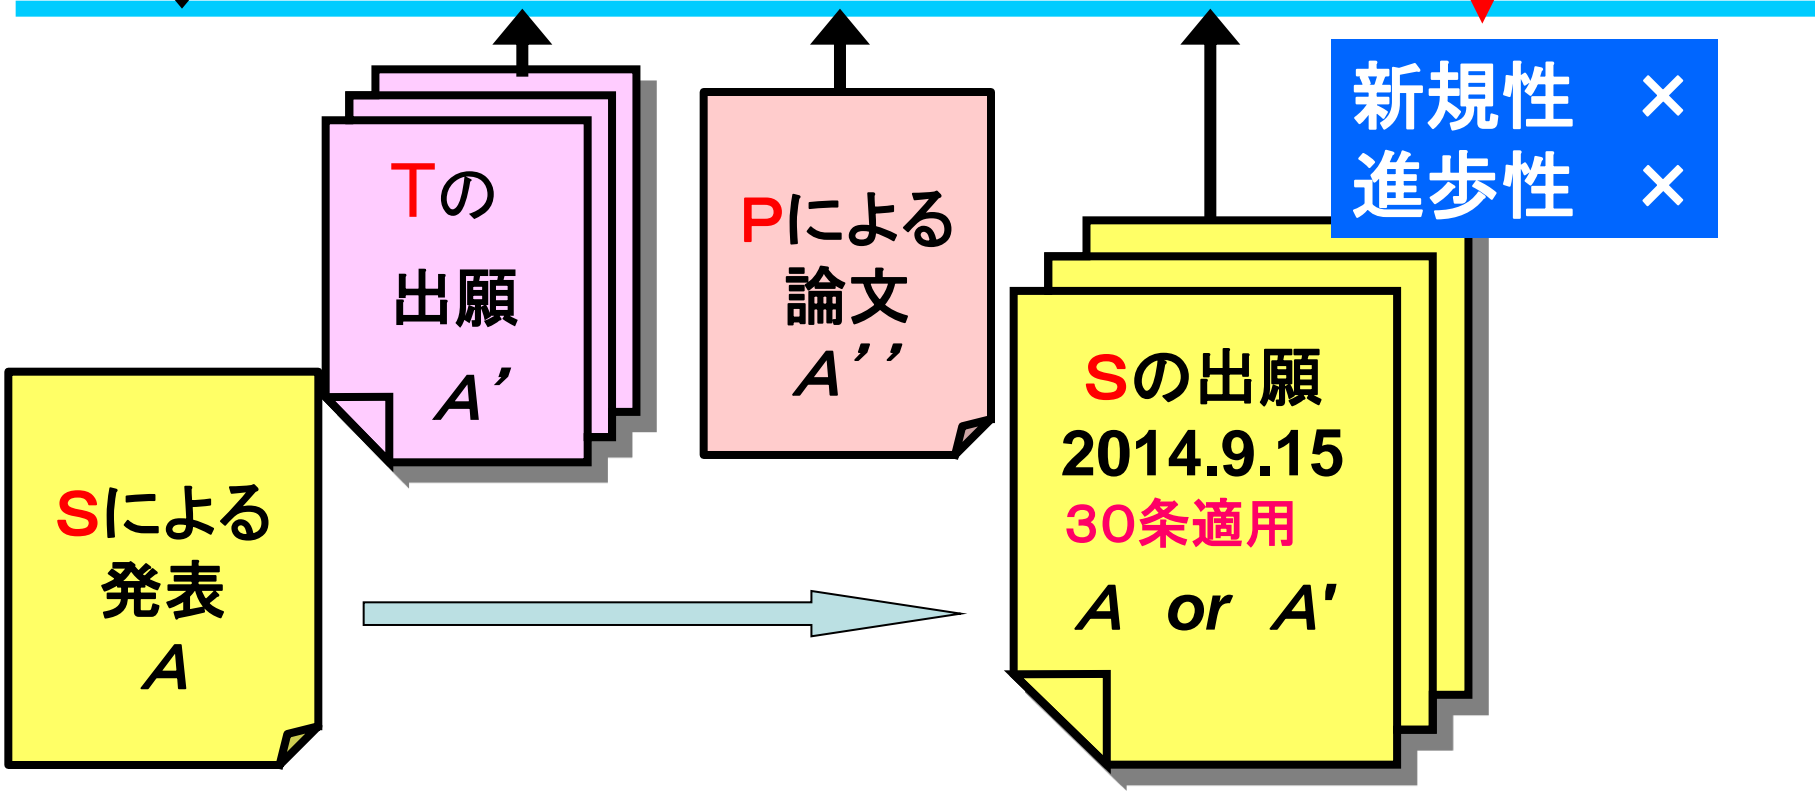 新規性　×
進歩性　×
Tの
出願
A’
Pによる
論文
A’’
Sによる
発表
A
Sの出願
2014.9.15
30条適用
A or A'